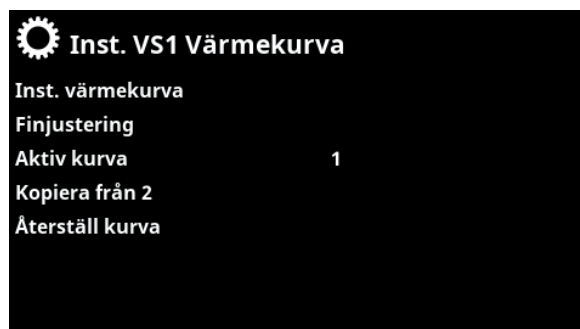 Inst. VS1 Värmekurva
Inst. värmekurva
Finjustering
Aktiv kurva 1
Kopiera från 2
Återställ kurva